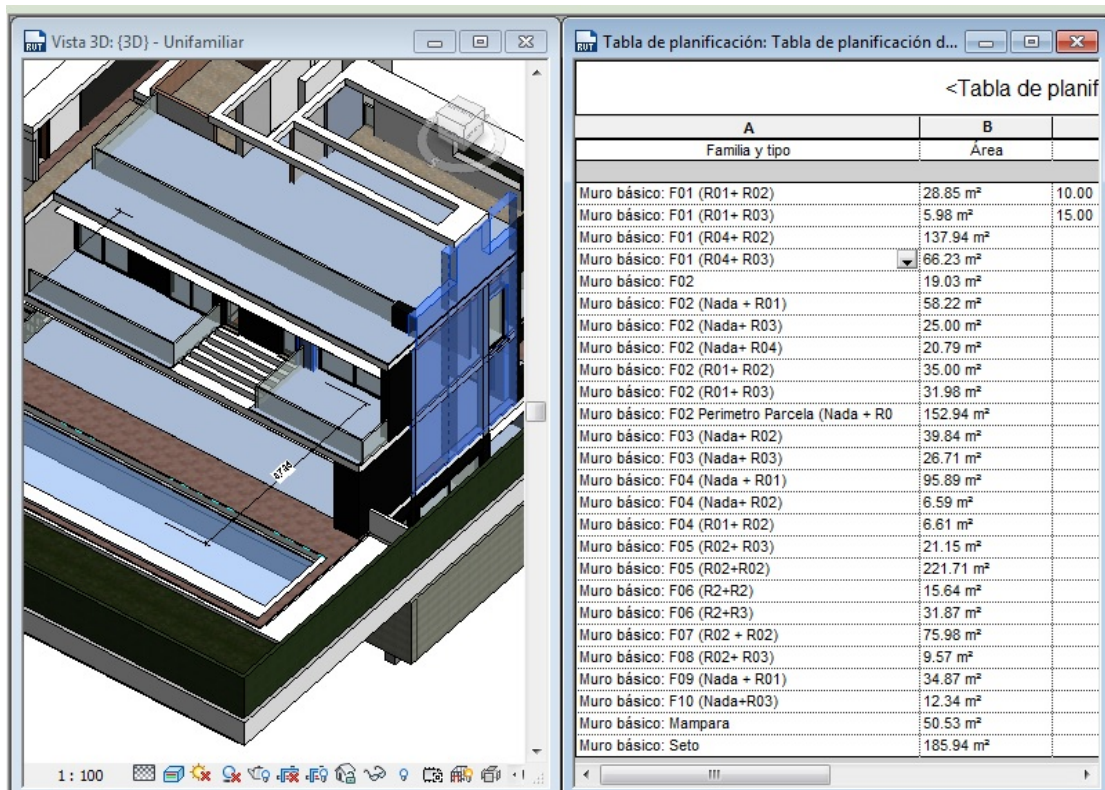 Vista 3D: {3D} - Unifamiliar
1 : 100
Tabla de planificación: Tabla de planificación d...
<Tabla de planif
A B
Familia y tipo Área
Muro básico: F01 (R01+ R02) 28.85 m² 10.00
Muro básico: F01 (R01+ R03) 5.98 m² 15.00
Muro básico: F01 (R04+ R02) 137.94 m²
Muro básico: F01 (R04+ R03) 66.23 m²
Muro básico: F02 19.03 m²
Muro básico: F02 (Nada + R01) 58.22 m²
Muro básico: F02 (Nada+ R03) 25.00 m²
Muro básico: F02 (Nada+ R04) 20.79 m²
Muro básico: F02 (R01+ R02) 35.00 m²
Muro básico: F02 (R01+ R03) 31.98 m²
Muro básico: F02 Perimetro Parcela (Nada + R0 152.94 m²
Muro básico: F03 (Nada+ R02) 39.84 m²
Muro básico: F03 (Nada+ R03) 26.71 m²
Muro básico: F04 (Nada + R01) 95.89 m²
Muro básico: F04 (Nada+ R02) 6.59 m²
Muro básico: F04 (R01+ R02) 6.61 m²
Muro básico: F05 (R02+ R03) 21.15 m²
Muro básico: F05 (R02+R02) 221.71 m²
Muro básico: F06 (R2+R2) 15.64 m²
Muro básico: F06 (R2+R3) 31.87 m²
Muro básico: F07 (R02 + R02) 75.98 m²
Muro básico: F08 (R02+ R03) 9.57 m²
Muro básico: F09 (Nada + R01) 34.87 m²
Muro básico: F10 (Nada+R03) 12.34 m²
Muro básico: Mampara 50.53 m²
Muro básico: Seto 185.94 m²